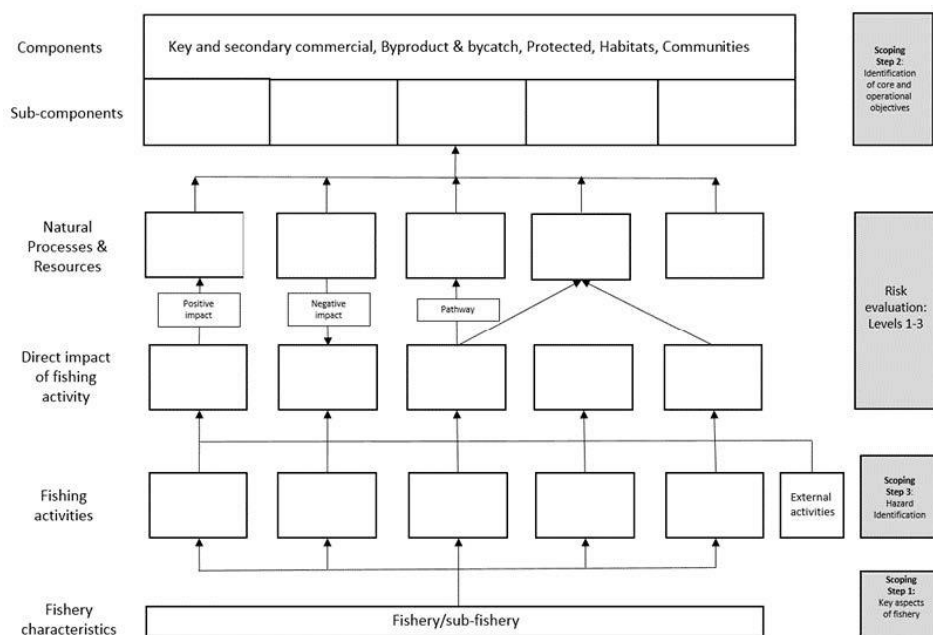 Components
Key and secondary commercial, Byproduct & bycatch, Protected, Habitats, Communities
Scoping
Step 2:
Identification
of core and
operational
objectives
Sub-components
Natural
Processes &
Resources
Positive
impact
Negative
impact
Pathway
Risk
evaluation:
Levels 1-3
Direct impact
of fishing
activity
Fishing
activities
External
activities
Scoping
Step 3:
Hazard
Identification
Fishery
characteristics
Fishery/sub-fishery
Scoping
Step 1:
Key aspects
of fishery